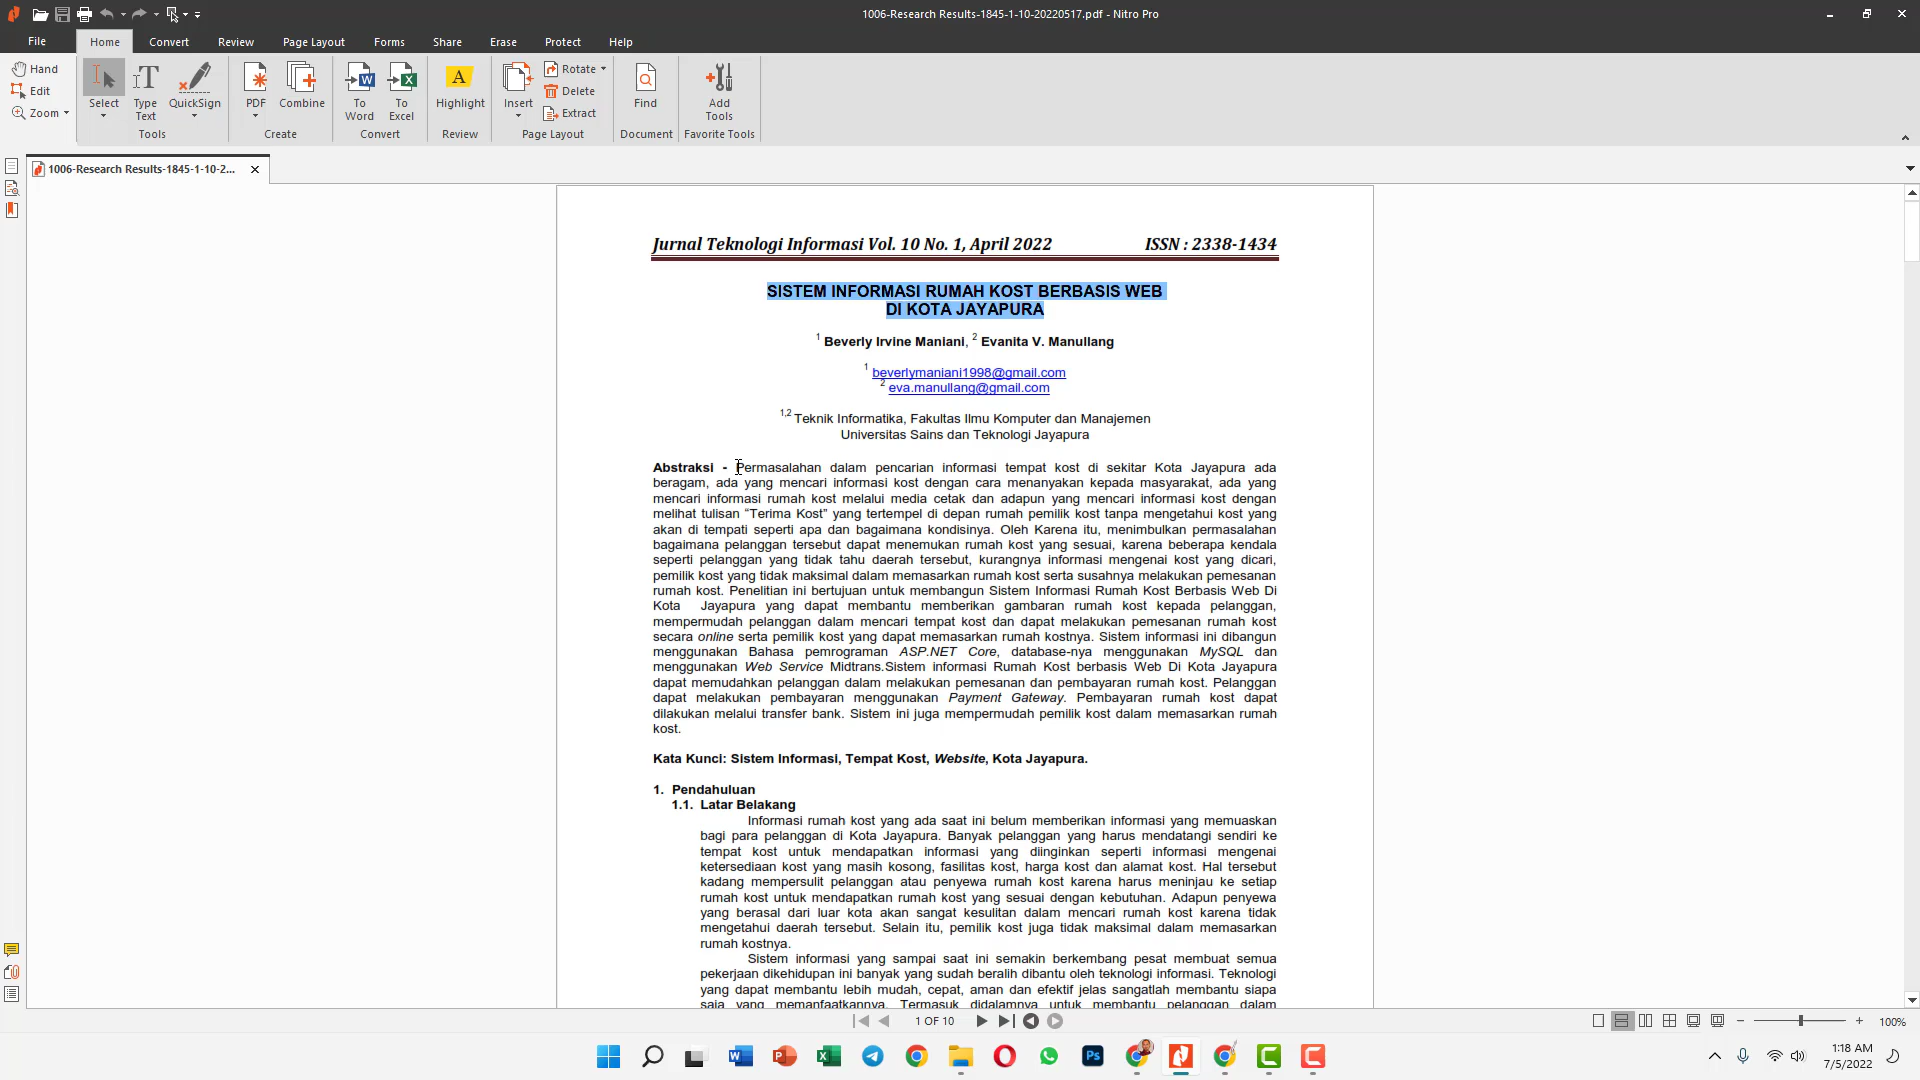 1006-Research Results-1845-1-10-20220517.pdf - Nitro Pro
File Home Convert Review Page Layout Forms Share Erase Protect Help
Hand
Edit
Zoom
Select
Type Text
QuickSign
Tools
PDF
Combine
Create
To Word
To Excel
Convert
Highlight
Review
Insert
Rotate
Delete
Extract
Page Layout
Find
Document
Add Tools
Favorite Tools
1006-Research Results-1845-1-10-2...
Jurnal Teknologi Informasi Vol. 10 No. 1, April 2022 ISSN : 2338-1434
SISTEM INFORMASI RUMAH KOST BERBASIS WEB
DI KOTA JAYAPURA
1 Beverly Irvine Maniani, 2 Evanita V. Manullang
1 beverlymaniani1998@gmail.com
2 eva.manullang@gmail.com
1,2 Teknik Informatika, Fakultas Ilmu Komputer dan Manajemen
Universitas Sains dan Teknologi Jayapura
Abstraksi - Permasalahan dalam pencarian informasi tempat kost di sekitar Kota Jayapura ada
beragam, ada yang mencari informasi kost dengan cara menanyakan kepada masyarakat, ada yang
mencari informasi rumah kost melalui media cetak dan adapun yang mencari informasi kost dengan
melihat tulisan “Terima Kost” yang tertempel di depan rumah pemilik kost tanpa mengetahui kost yang
akan di tempati seperti apa dan bagaimana kondisinya. Oleh Karena itu, menimbulkan permasalahan
bagaimana pelanggan tersebut dapat menemukan rumah kost yang sesuai, karena beberapa kendala
seperti pelanggan yang tidak tahu daerah tersebut, kurangnya informasi mengenai kost yang dicari,
pemilik kost yang tidak maksimal dalam memasarkan rumah kost serta susahnya melakukan pemesanan
rumah kost. Penelitian ini bertujuan untuk membangun Sistem Informasi Rumah Kost Berbasis Web Di
Kota Jayapura yang dapat membantu memberikan gambaran rumah kost kepada pelanggan,
mempermudah pelanggan dalam mencari tempat kost dan dapat melakukan pemesanan rumah kost
secara online serta pemilik kost yang dapat memasarkan rumah kostnya. Sistem informasi ini dibangun
menggunakan Bahasa pemrograman ASP.NET Core, database-nya menggunakan MySQL dan
menggunakan Web Service Midtrans.Sistem informasi Rumah Kost berbasis Web Di Kota Jayapura
dapat memudahkan pelanggan dalam melakukan pemesanan dan pembayaran rumah kost. Pelanggan
dapat melakukan pembayaran menggunakan Payment Gateway. Pembayaran rumah kost dapat
dilakukan melalui transfer bank. Sistem ini juga mempermudah pemilik kost dalam memasarkan rumah
kost.
Kata Kunci: Sistem Informasi, Tempat Kost, Website, Kota Jayapura.
1. Pendahuluan
1.1. Latar Belakang
Informasi rumah kost yang ada saat ini belum memberikan informasi yang memuaskan
bagi para pelanggan di Kota Jayapura. Banyak pelanggan yang harus mendatangi sendiri ke
tempat kost untuk mendapatkan informasi yang diinginkan seperti informasi mengenai
ketersediaan kost yang masih kosong, fasilitas kost, harga kost dan alamat kost. Hal tersebut
kadang mempersulit pelanggan atau penyewa rumah kost karena harus meninjau ke setiap
rumah kost untuk mendapatkan rumah kost yang sesuai dengan kebutuhan. Adapun penyewa
yang berasal dari luar kota akan sangat kesulitan dalam mencari rumah kost karena tidak
mengetahui daerah tersebut. Selain itu, pemilik kost juga tidak maksimal dalam memasarkan
rumah kostnya.
Sistem informasi yang sampai saat ini semakin berkembang pesat membuat semua
pekerjaan dikehidupan ini banyak yang sudah beralih dibantu oleh teknologi informasi. Teknologi
yang dapat membantu lebih mudah, cepat, aman dan efektif jelas sangatlah membantu siapa
saja yang memanfaatkannya. Termasuk didalamnya untuk membantu pelanggan dalam
1 OF 10
100%
1:18 AM
7/5/2022